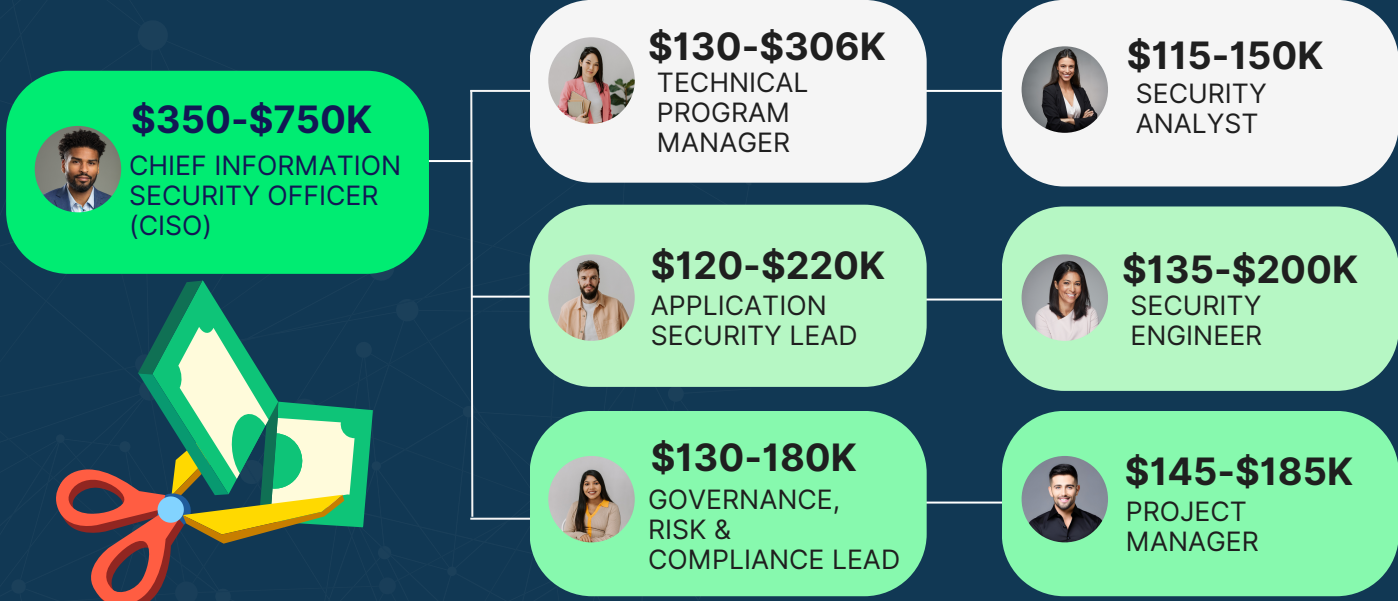 $350-$750K
CHIEF INFORMATION
SECURITY OFFICER
(CISO)
$130-$306K
TECHNICAL
PROGRAM
MANAGER
$115-150K
SECURITY
ANALYST
$120-$220K
APPLICATION
SECURITY LEAD
$135-$200K
SECURITY
ENGINEER
$130-180K
GOVERNANCE,
RISK &
COMPLIANCE LEAD
$145-$185K
PROJECT
MANAGER